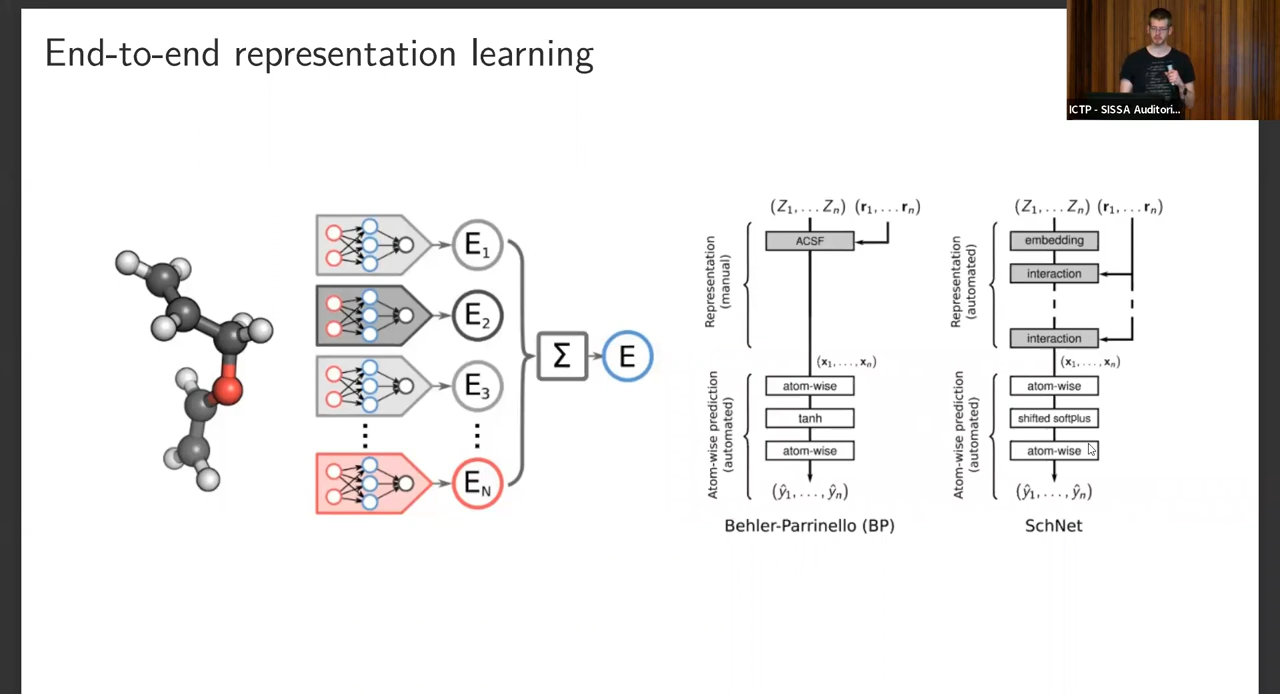 End-to-end representation learning
ICTP - SISSA Auditori...
E1
E2
E3
EN
Σ
E
(Z1,... Zn) (r1,... rn)
Representation
(manual)
ACSF
(x1,...,xn)
Atom-wise prediction
(automated)
atom-wise
tanh
atom-wise
(ŷ1,...,ŷn)
Behler-Parrinello (BP)
(Z1,... Zn) (r1,... rn)
Representation
(automated)
embedding
interaction
interaction
(x1,...,xn)
Atom-wise prediction
(automated)
atom-wise
shifted softplus
atom-wise
(ŷ1,...,ŷn)
SchNet